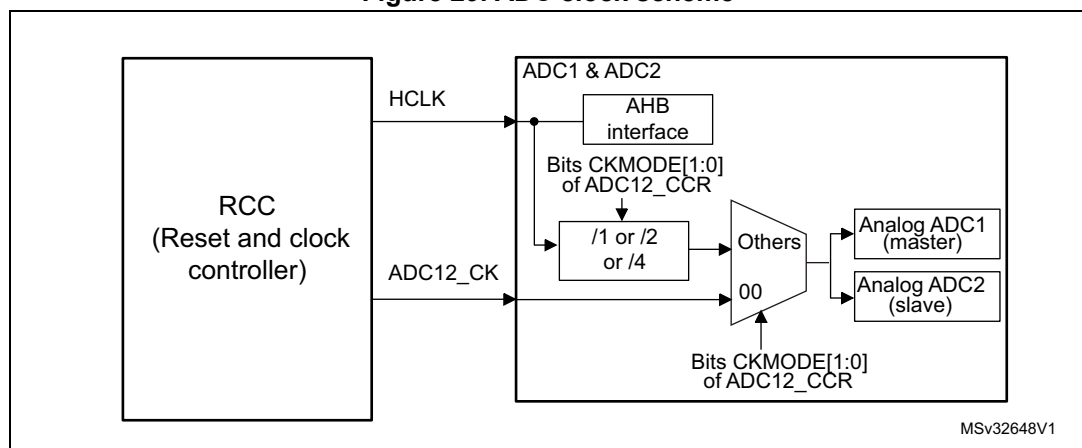 Figure 26. ADC clock scheme
ADC1 & ADC2
HCLK
AHB
interface
Bits CKMODE[1:0]
of ADC12_CCR
RCC
(Reset and clock
controller)
/1 or /2
or /4
Others
Analog ADC1
(master)
ADC12_CK
00
Analog ADC2
(slave)
Bits CKMODE[1:0]
of ADC12_CCR
MSv32648V1